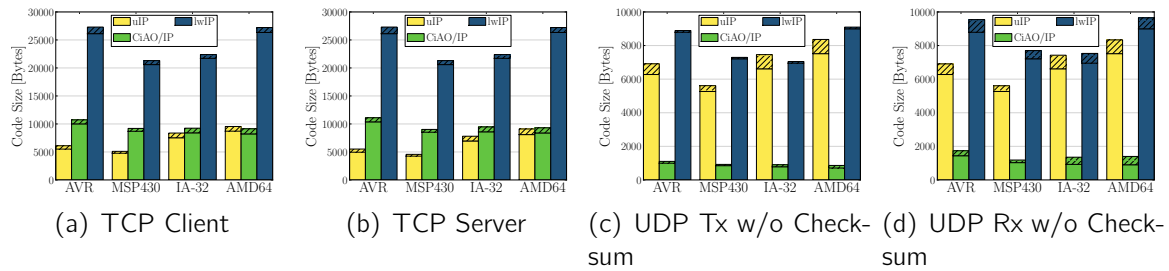 30000
25000
20000
15000
10000
5000
0
Code Size [Bytes]
uIP
CiAO/IP
lwIP
AVR MSP430 IA-32 AMD64
(a) TCP Client
30000
25000
20000
15000
10000
5000
0
Code Size [Bytes]
uIP
CiAO/IP
lwIP
AVR MSP430 IA-32 AMD64
(b) TCP Server
10000
8000
6000
4000
2000
0
Code Size [Bytes]
uIP
CiAO/IP
lwIP
AVR MSP430 IA-32 AMD64
(c) UDP Tx w/o Check-
sum
10000
8000
6000
4000
2000
0
Code Size [Bytes]
uIP
CiAO/IP
lwIP
AVR MSP430 IA-32 AMD64
(d) UDP Rx w/o Check-
sum